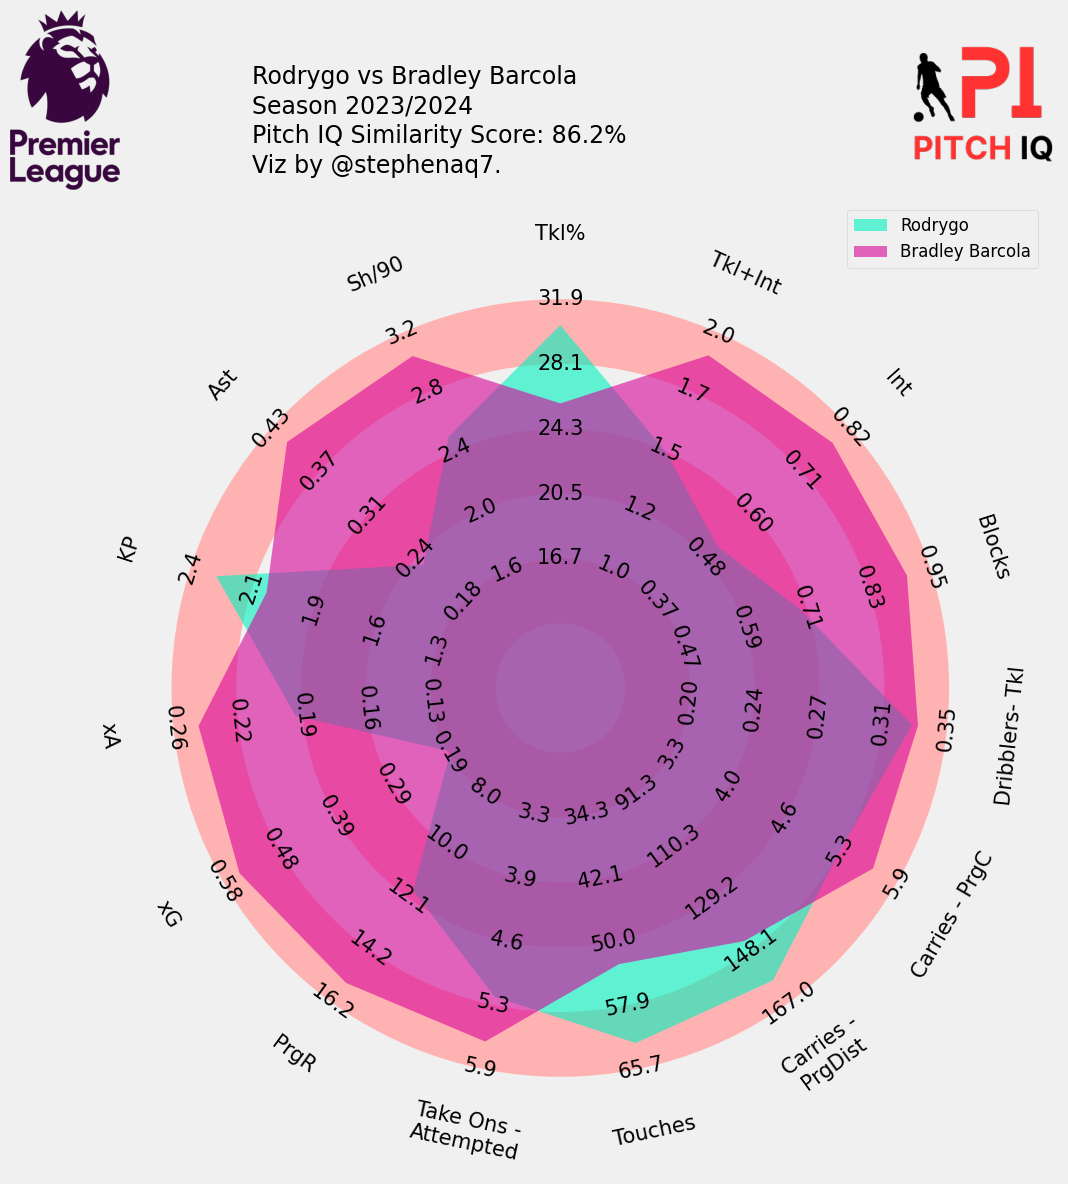 Rodrygo vs Bradley Barcola
Season 2023/2024
Pitch IQ Similarity Score: 86.2%
Viz by @stephenaq7.
Premier
League
PI
PITCH IQ
Rodrygo
Bradley Barcola
Tkl%
31.9
28.1
24.3
20.5
16.7
Tkl+Int
2.0
1.7
1.5
1.2
1.0
Int
0.82
0.71
0.60
0.48
0.37
Blocks
0.95
0.83
0.71
0.59
0.47
Dribblers- Tkl
0.35
0.31
0.27
0.24
0.20
Carries - PrgC
5.9
5.3
4.6
4.0
3.3
Carries -
PrgDist
167.0
148.1
129.2
110.3
91.3
Touches
65.7
57.9
50.0
42.1
34.3
Take Ons -
Attempted
5.9
5.3
4.6
3.9
3.3
PrgR
16.2
14.2
12.1
10.0
8.0
xG
0.58
0.48
0.39
0.29
0.19
xA
0.26
0.22
0.19
0.16
0.13
KP
2.4
2.1
1.9
1.6
1.3
Ast
0.43
0.37
0.31
0.24
0.18
Sh/90
3.2
2.8
2.4
2.0
1.6